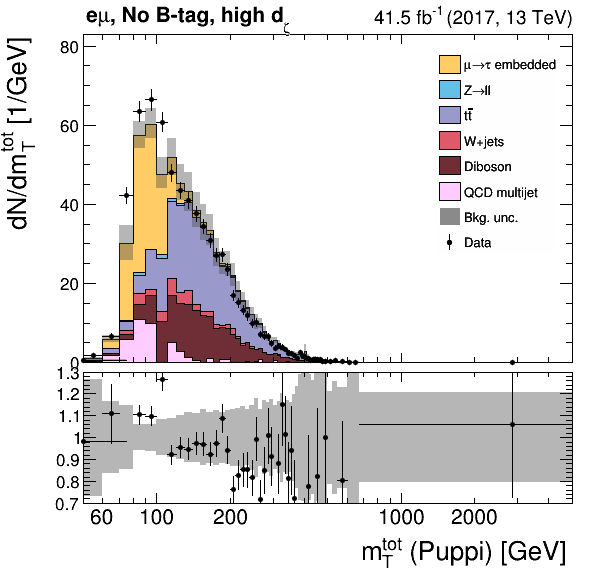 eμ, No B-tag, high dζ
41.5 fb⁻¹ (2017, 13 TeV)
dN/dm_T^tot [1/GeV]
80
60
40
20
0
μ→τ embedded
Z→ll
tt̄
W+jets
Diboson
QCD multijet
Bkg. unc.
Data
1.3
1.2
1.1
1
0.9
0.8
0.7
60 100 200 1000 2000
m_T^tot (Puppi) [GeV]